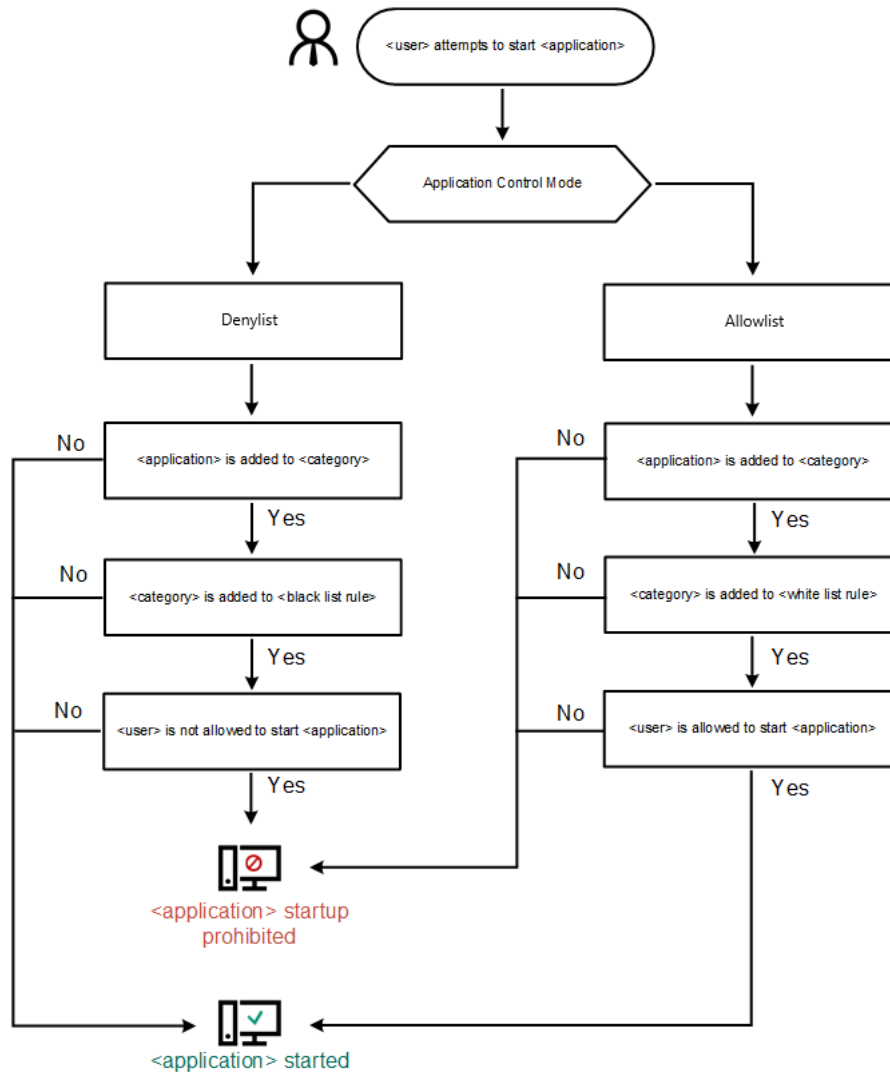 <user> attempts to start <application>
Application Control Mode
Denylist
Allowlist
No
<application> is added to <category>
No
<application> is added to <category>
Yes
Yes
No
<category> is added to <black list rule>
No
<category> is added to <white list rule>
Yes
Yes
No
<user> is not allowed to start <application>
No
<user> is allowed to start <application>
Yes
Yes
<application> startup
prohibited
<application> started